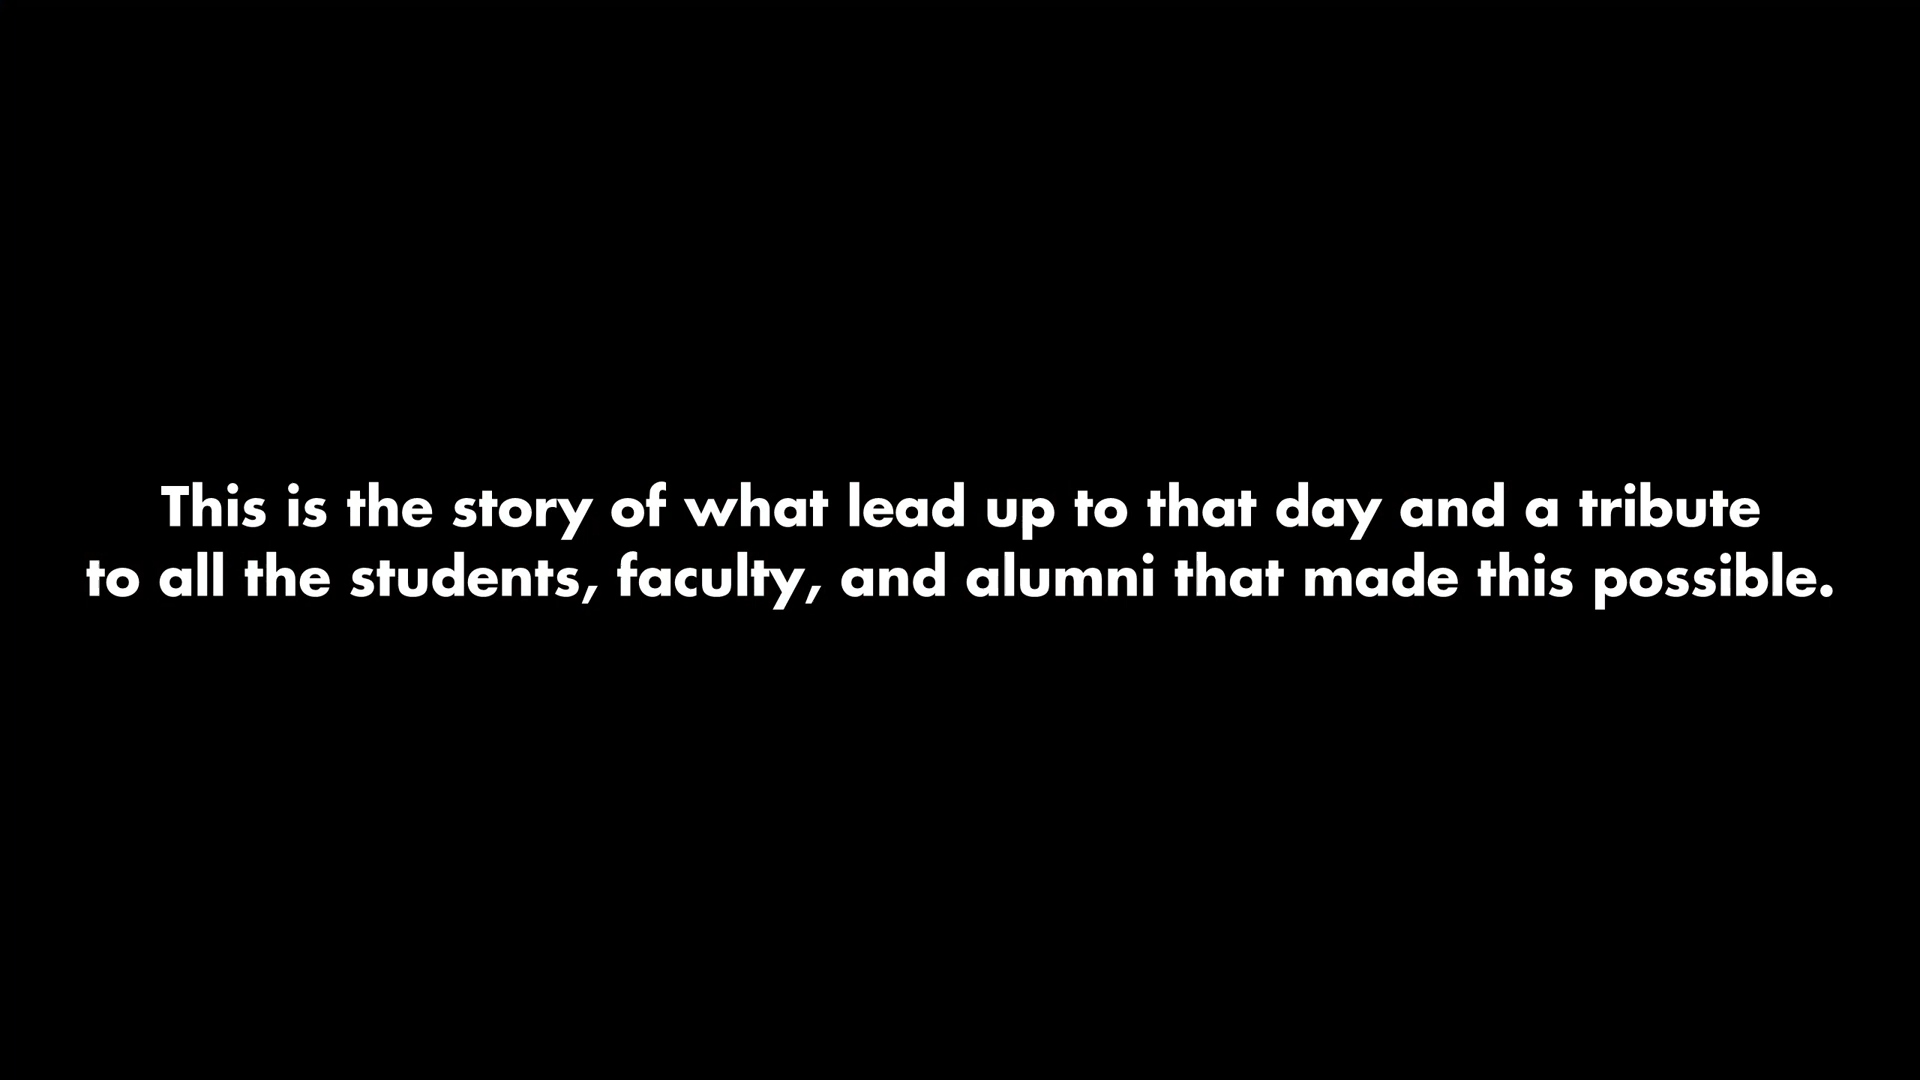 This is the story of what lead up to that day and a tribute
to all the students, faculty, and alumni that made this possible.